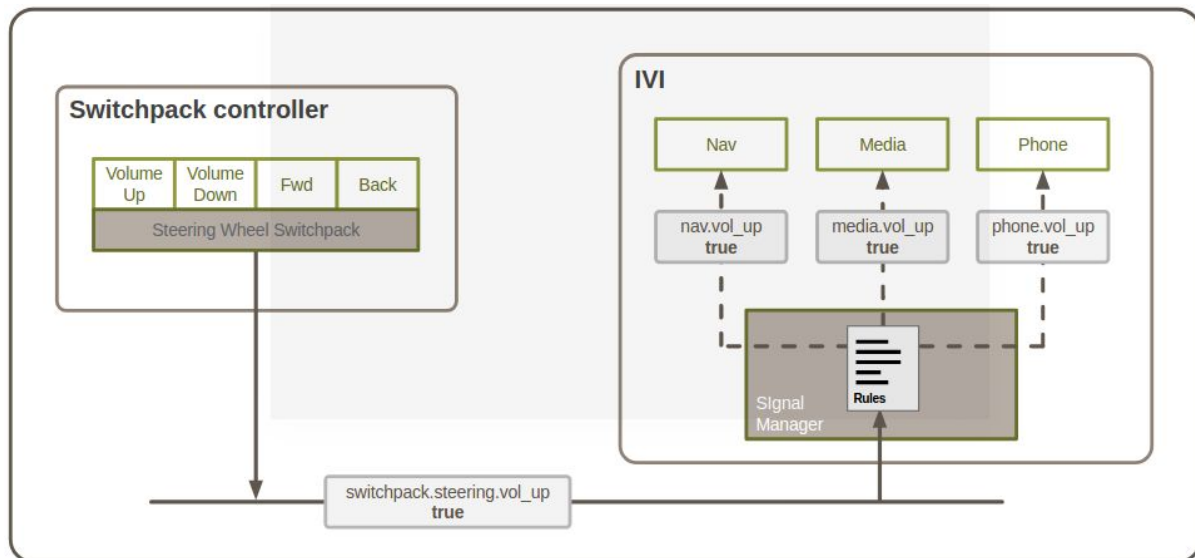 Switchpack controller
Volume
Up
Volume
Down
Fwd
Back
Steering Wheel Switchpack
IVI
Nav
Media
Phone
nav.vol_up
true
media.vol_up
true
phone.vol_up
true
Rules
SIgnal
Manager
switchpack.steering.vol_up
true